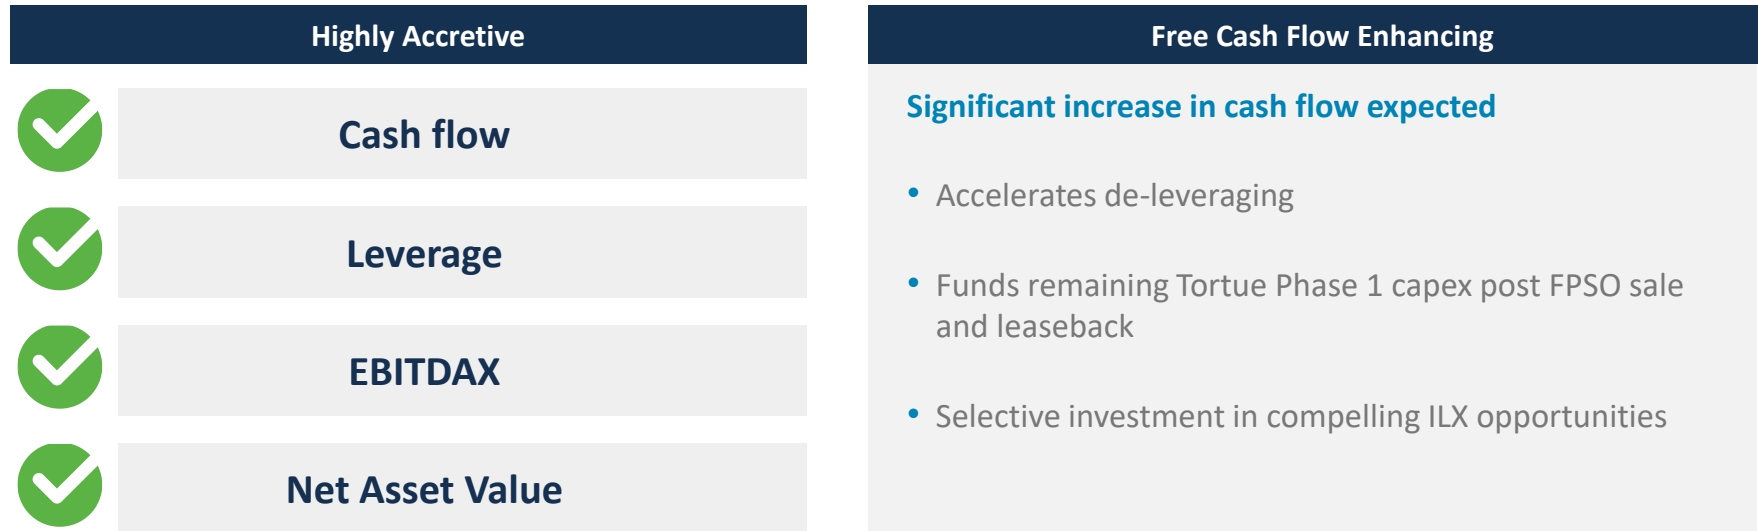 Highly Accretive
Cash flow
Leverage
EBITDAX
Net Asset Value
Free Cash Flow Enhancing
Significant increase in cash flow expected
• Accelerates de-leveraging
• Funds remaining Tortue Phase 1 capex post FPSO sale
and leaseback
• Selective investment in compelling ILX opportunities